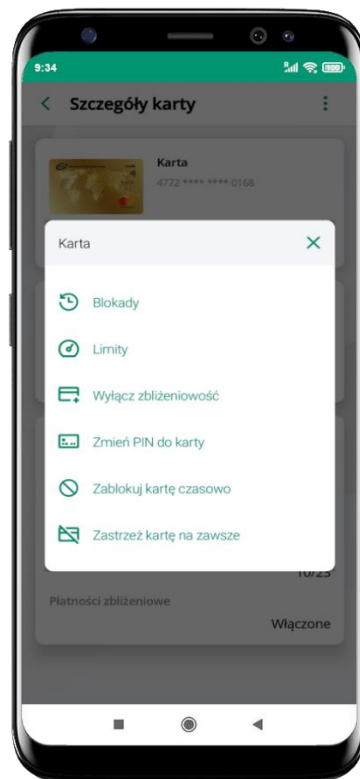 9:34
Szczegóły karty
Karta
4772 **** **** 0168
Karta
Blokady
Limity
Wyłącz zbliżeniowość
Zmień PIN do karty
Zablokuj kartę czasowo
Zastrzeż kartę na zawsze
10/23
Płatności zbliżeniowe
Włączone